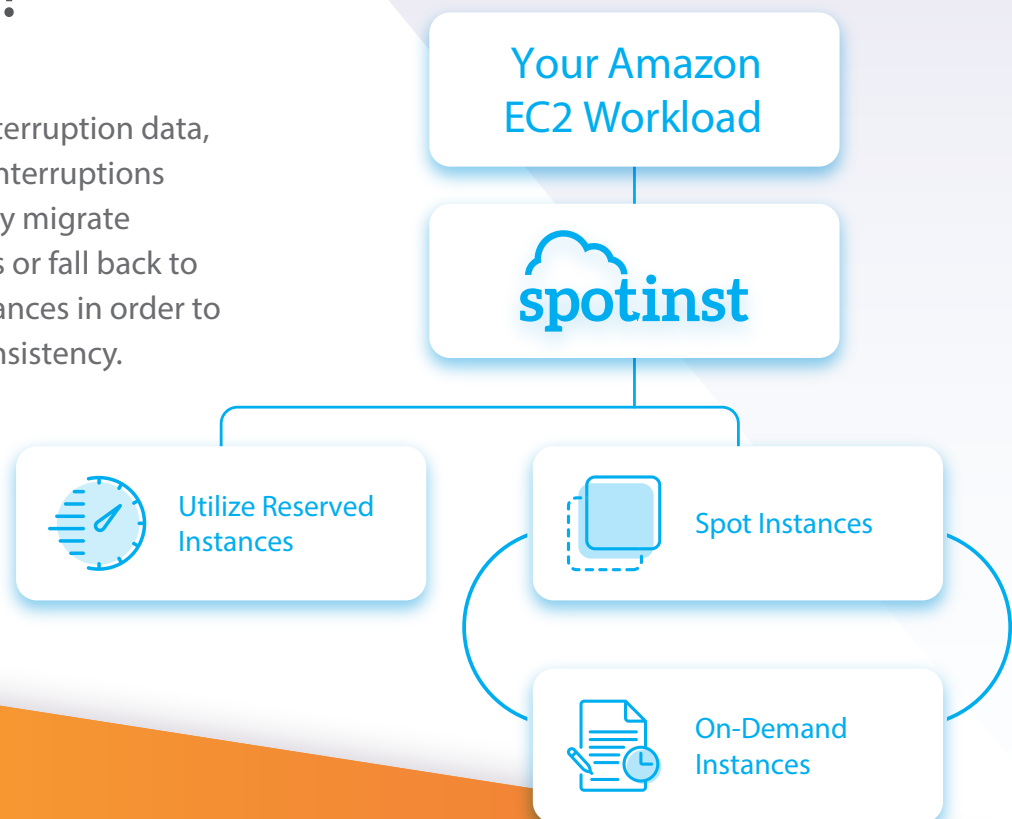 terruption data,
nterruptions
y migrate
s or fall back to
ances in order to
nsistency.
Your Amazon
EC2 Workload
spotinst
Utilize Reserved
Instances
Spot Instances
On-Demand
Instances